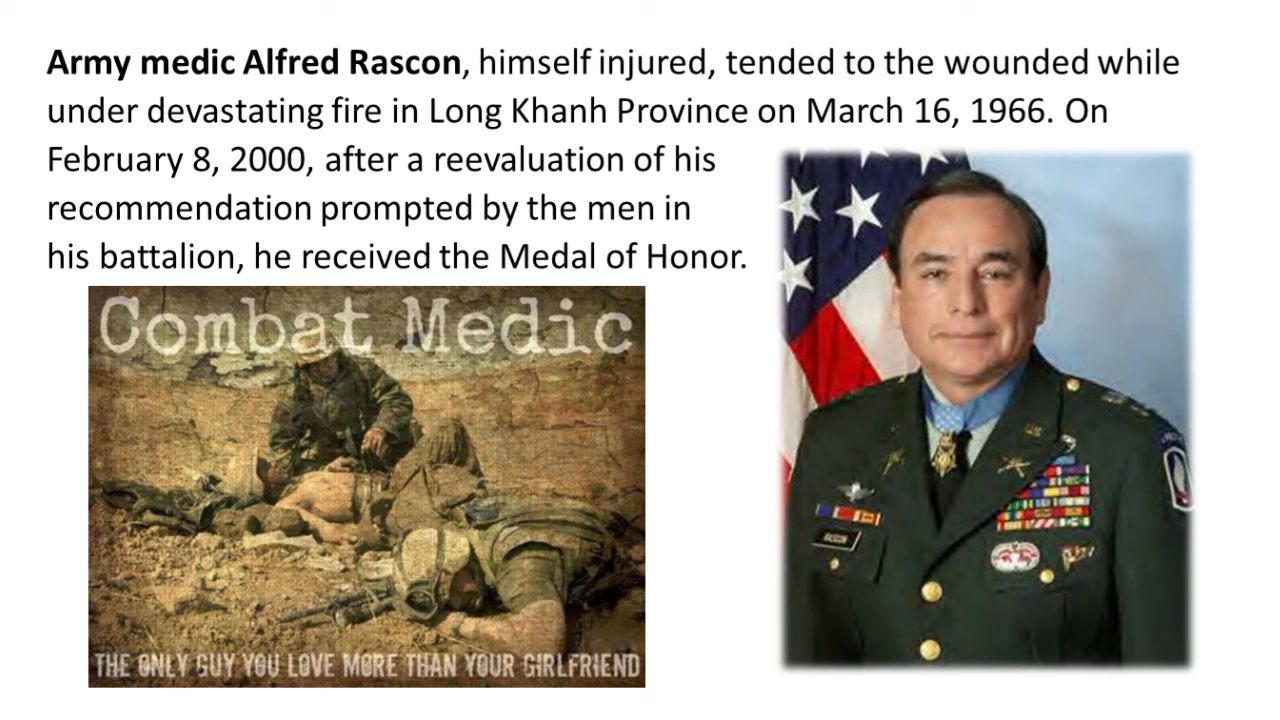 Army medic Alfred Rascon, himself injured, tended to the wounded while
under devastating fire in Long Khanh Province on March 16, 1966. On
February 8, 2000, after a reevaluation of his
recommendation prompted by the men in
his battalion, he received the Medal of Honor.
Combat Medic
THE ONLY GUY YOU LOVE MORE THAN YOUR GIRLFRIEND
RASCON